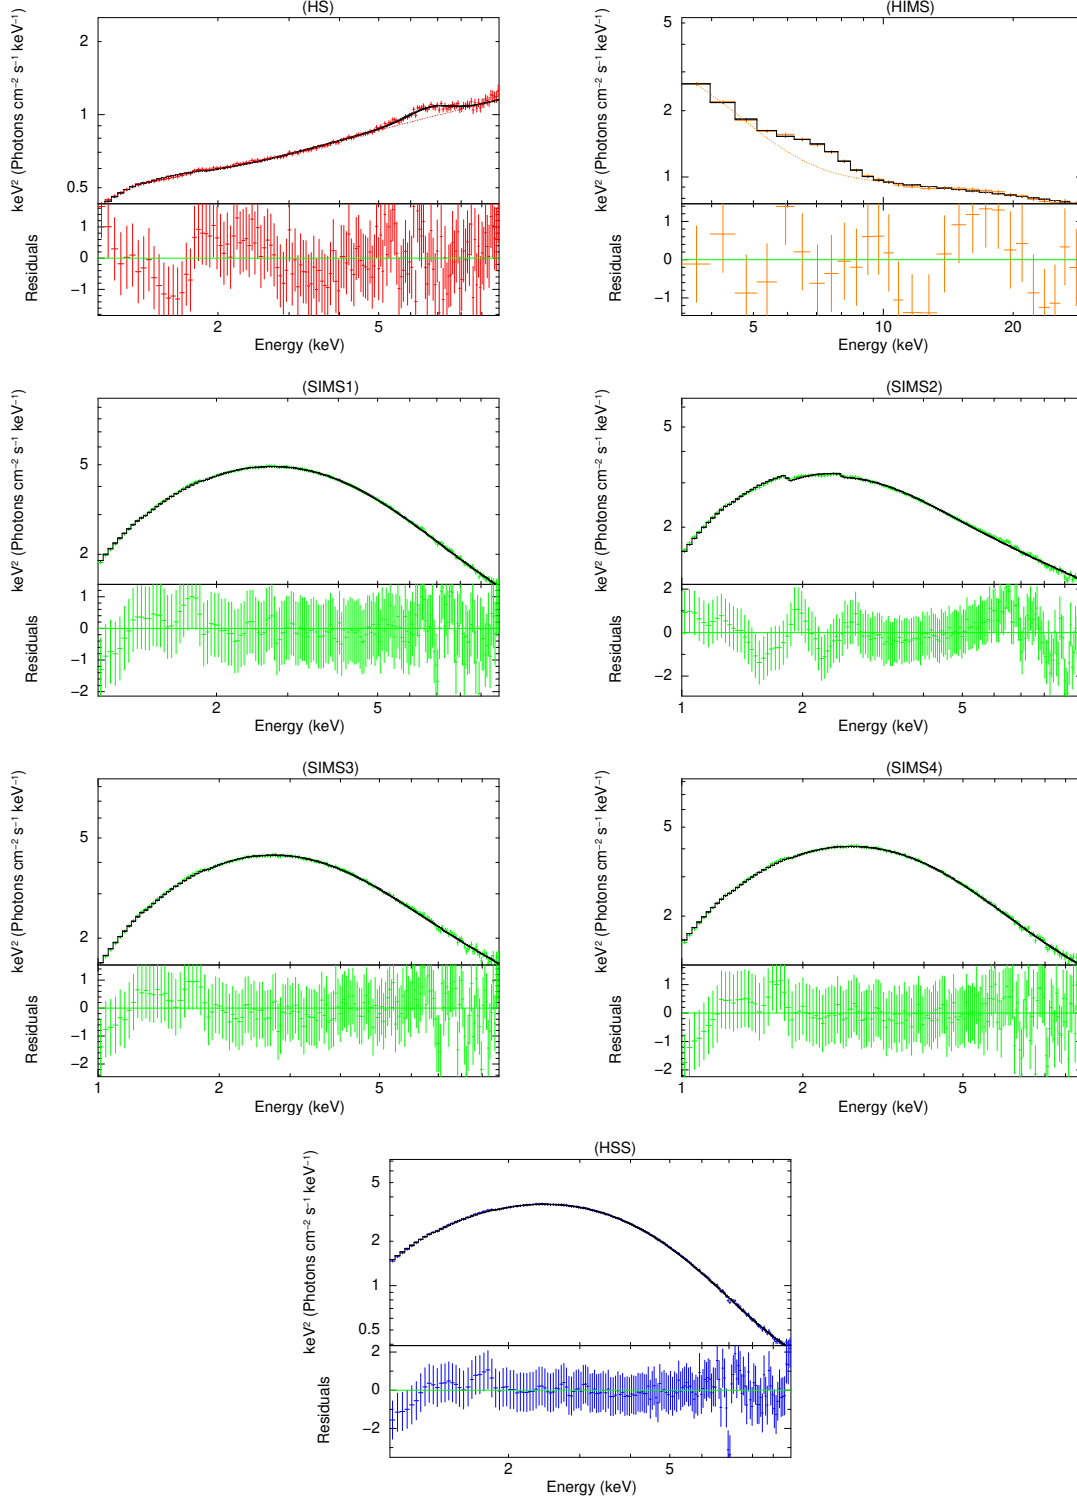 (HS)
keV² (Photons cm⁻² s⁻¹ keV⁻¹)
2
1
0.5
Residuals
1
0
−1
2
5
Energy (keV)
(HIMS)
keV² (Photons cm⁻² s⁻¹ keV⁻¹)
5
2
1
Residuals
1
0
−1
5
10
20
Energy (keV)
(SIMS1)
keV² (Photons cm⁻² s⁻¹ keV⁻¹)
5
2
Residuals
1
0
−1
−2
2
5
Energy (keV)
(SIMS2)
keV² (Photons cm⁻² s⁻¹ keV⁻¹)
5
2
Residuals
2
0
−2
1
2
5
Energy (keV)
(SIMS3)
keV² (Photons cm⁻² s⁻¹ keV⁻¹)
5
2
Residuals
1
0
−1
−2
1
2
5
Energy (keV)
(SIMS4)
keV² (Photons cm⁻² s⁻¹ keV⁻¹)
5
2
Residuals
1
0
−1
−2
1
2
5
Energy (keV)
(HSS)
keV² (Photons cm⁻² s⁻¹ keV⁻¹)
5
2
1
0.5
Residuals
2
0
−2
2
5
Energy (keV)